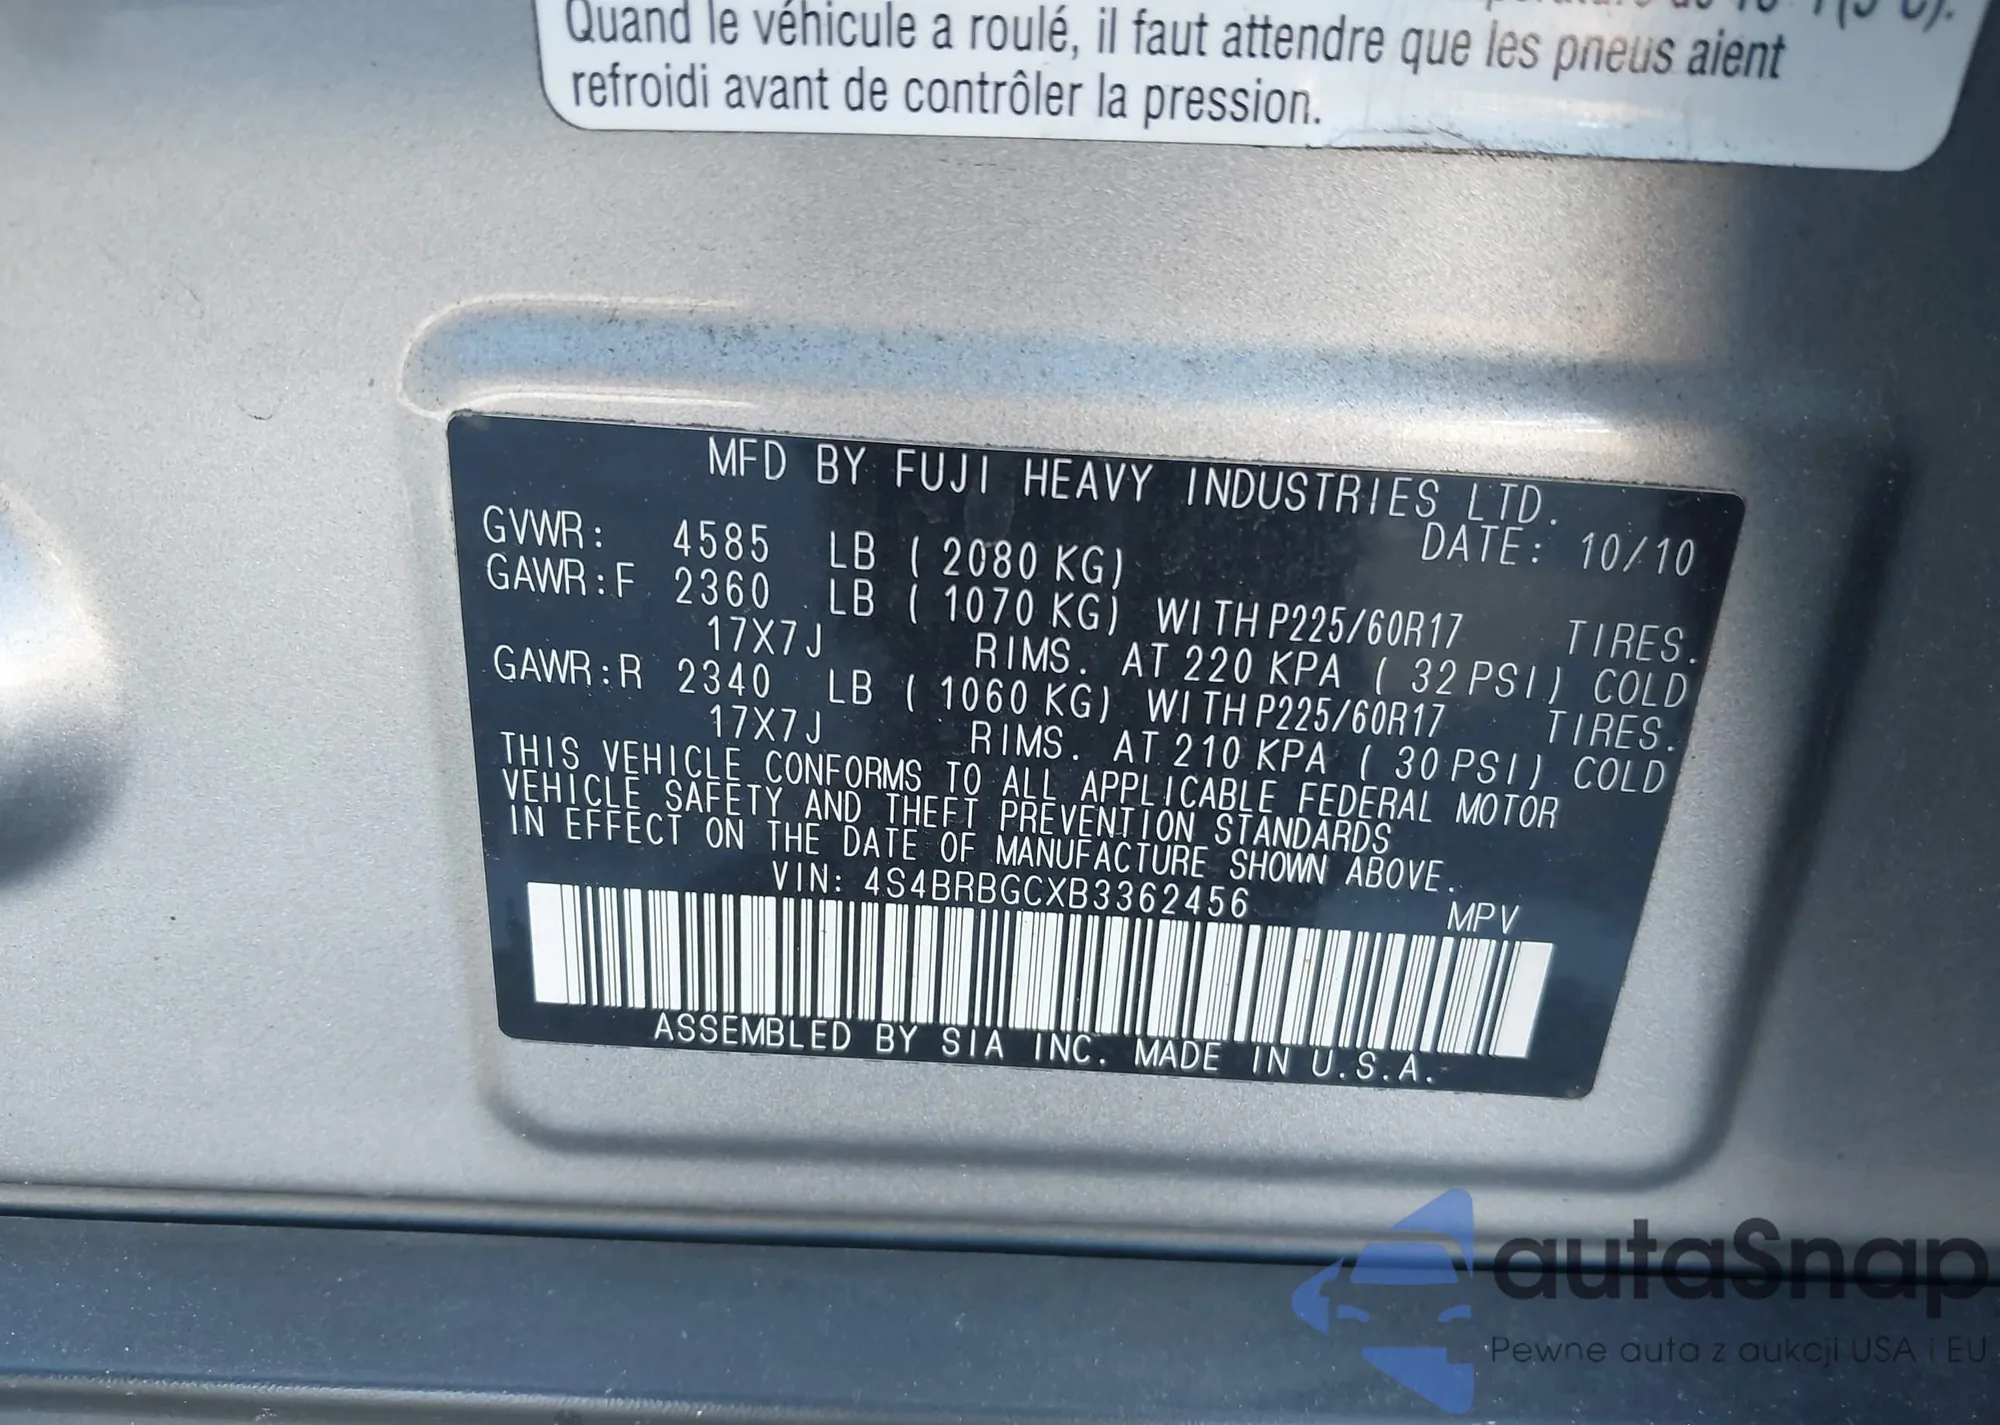 Quand le véhicule a roulé, il faut attendre que les pneus aient
refroidi avant de contrôler la pression.
MFD BY FUJI HEAVY INDUSTRIES LTD.
GVWR: 4585 LB ( 2080 KG) DATE: 10/10
GAWR:F 2360 LB ( 1070 KG) WITH P225/60R17 TIRES.
17X7J RIMS. AT 220 KPA ( 32 PSI) COLD
GAWR:R 2340 LB ( 1060 KG) WITH P225/60R17 TIRES.
17X7J RIMS. AT 210 KPA ( 30 PSI) COLD
THIS VEHICLE CONFORMS TO ALL APPLICABLE FEDERAL MOTOR
VEHICLE SAFETY AND THEFT PREVENTION STANDARDS
IN EFFECT ON THE DATE OF MANUFACTURE SHOWN ABOVE.
VIN: 4S4BRBGCXB3362456 MPV
ASSEMBLED BY SIA INC. MADE IN U.S.A.
autaSnap
Pewne auta z aukcji USA i EU